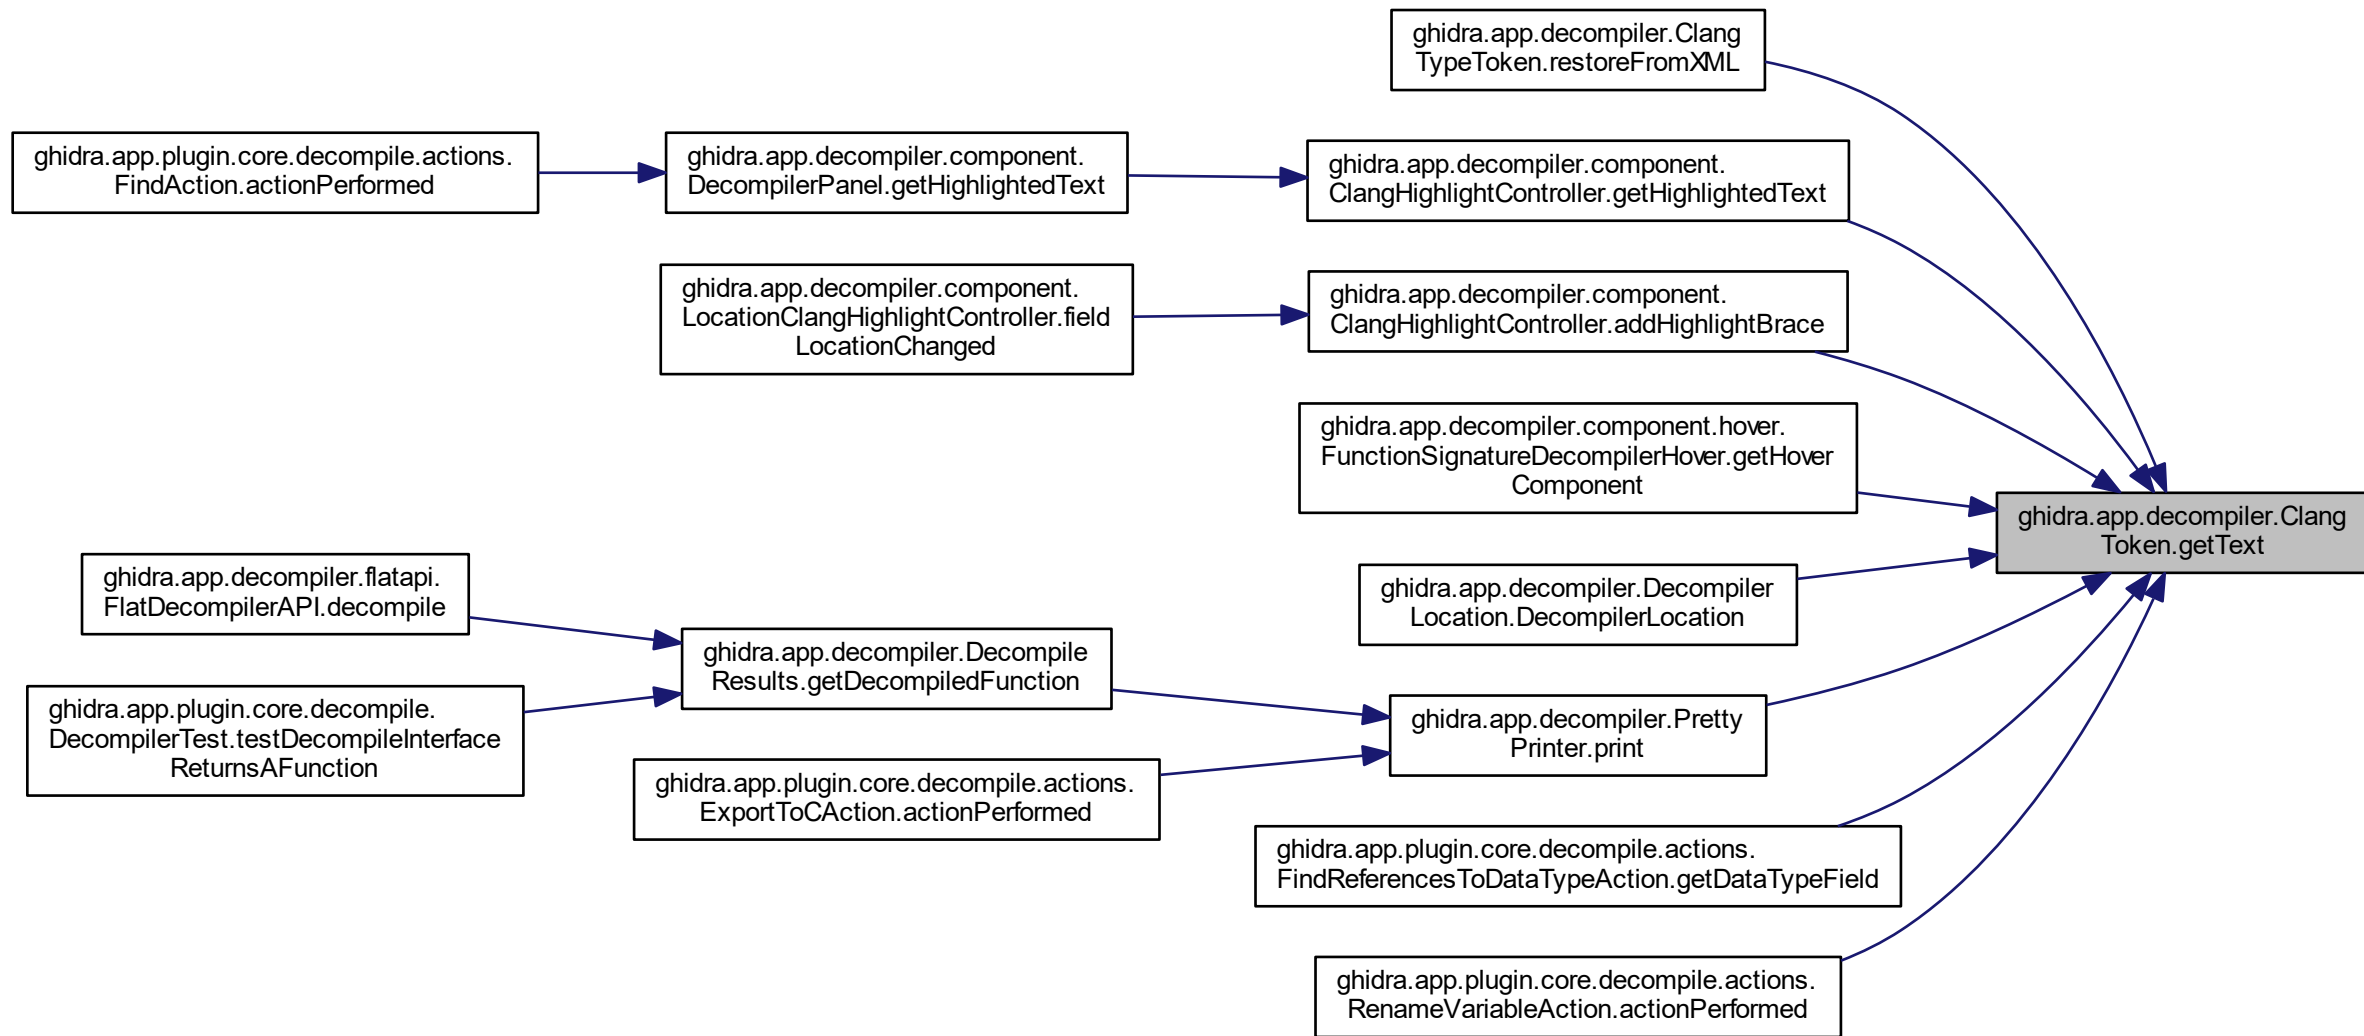 ghidra.app.decompiler.Clang
TypeToken.restoreFromXML
ghidra.app.plugin.core.decompile.actions.
FindAction.actionPerformed
ghidra.app.decompiler.component.
DecompilerPanel.getHighlightedText
ghidra.app.decompiler.component.
ClangHighlightController.getHighlightedText
ghidra.app.decompiler.component.
LocationClangHighlightController.field
LocationChanged
ghidra.app.decompiler.component.
ClangHighlightController.addHighlightBrace
ghidra.app.decompiler.component.hover.
FunctionSignatureDecompilerHover.getHover
Component
ghidra.app.decompiler.Clang
Token.getText
ghidra.app.decompiler.flatapi.
FlatDecompilerAPI.decompile
ghidra.app.decompiler.Decompiler
Location.DecompilerLocation
ghidra.app.decompiler.Decompile
Results.getDecompiledFunction
ghidra.app.plugin.core.decompile.
DecompilerTest.testDecompileInterface
ReturnsAFunction
ghidra.app.decompiler.Pretty
Printer.print
ghidra.app.plugin.core.decompile.actions.
ExportToCAction.actionPerformed
ghidra.app.plugin.core.decompile.actions.
FindReferencesToDataTypeAction.getDataTypeField
ghidra.app.plugin.core.decompile.actions.
RenameVariableAction.actionPerformed